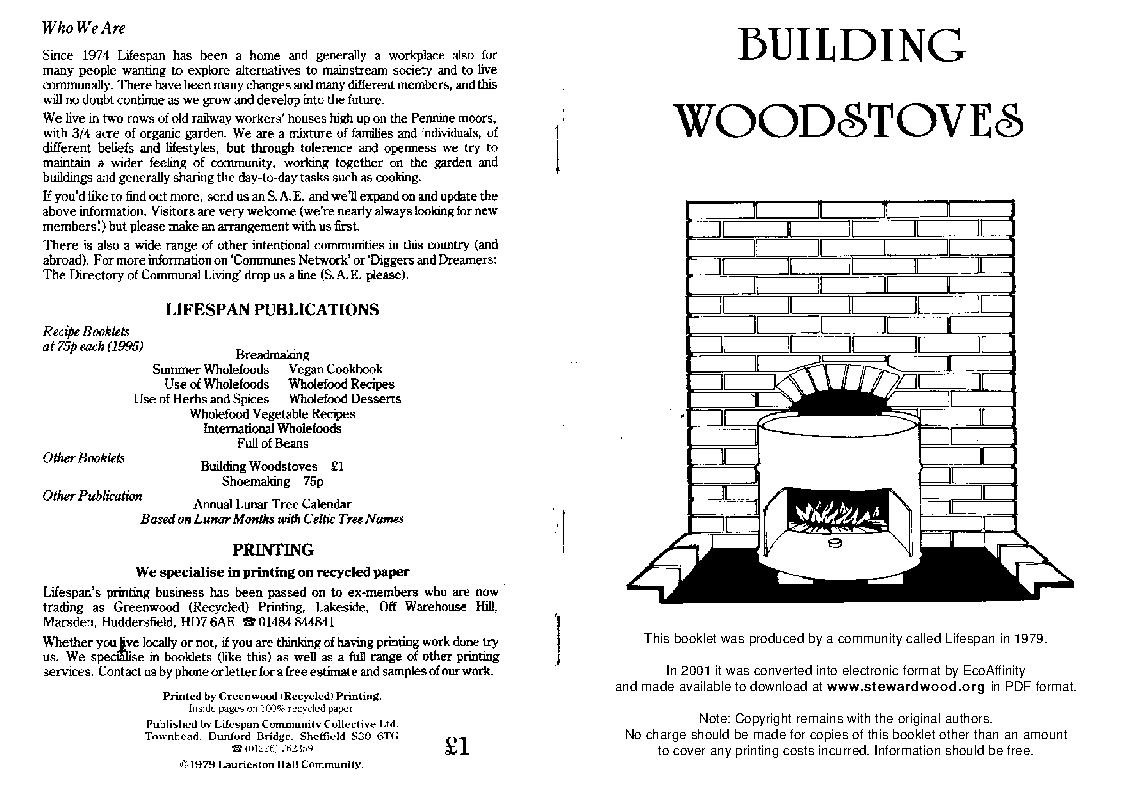 Who We Are
Since 1974 Lifespan has been a home and generally a workplace also for
many people wanting to explore alternatives to mainstream society and to live
communally. There have been many changes and many different members, and this
will no doubt continue as we grow and develop into the future.
We live in two rows of old railway workers' houses high up on the Pennine moors,
with 3/4 acre of organic garden. We are a mixture of families and individuals, of
different beliefs and lifestyles, but through tolerence and openness we try to
maintain a wider feeling of community, working together on the garden and
buildings and generally sharing the day-to-day tasks such as cooking.
If you'd like to find out more, send us an S.A.E. and we'll expand on and update the
above information. Visitors are very welcome (we're nearly always looking for new
members!) but please make an arrangement with us first.
There is also a wide range of other intentional communities in this country (and
abroad). For more information on 'Communes Network' or 'Diggers and Dreamers:
The Directory of Communal Living' drop us a line (S.A.E. please).
LIFESPAN PUBLICATIONS
Recipe Booklets
at 75p each (1995)
Breadmaking
Summer Wholefoods Vegan Cookbook
Use of Wholefoods Wholefood Recipes
Use of Herbs and Spices Wholefood Desserts
Wholefood Vegetable Recipes
International Wholefoods
Full of Beans
Other Booklets
Building Woodstoves £1
Shoemaking 75p
Other Publication
Annual Lunar Tree Calendar
Based on Lunar Months with Celtic Tree Names
PRINTING
We specialise in printing on recycled paper
Lifespan's printing business has been passed on to ex-members who are now
trading as Greenwood (Recycled) Printing, Lakeside, Off Warehouse Hill,
Marsden, Huddersfield, HD7 6AE ☎ 01484 844841
Whether you live locally or not, if you are thinking of having printing work done try
us. We specialise in booklets (like this) as well as a full range of other printing
services. Contact us by phone or letter for a free estimate and samples of our work.
Printed by Greenwood (Recycled) Printing.
Inside pages on 100% recycled paper
Published by Lifespan Community Collective Ltd.
Townhead, Dunford Bridge, Sheffield S30 6TG
£1
© 1979 Laurieston Hall Community.
BUILDING
WOODSTOVES
This booklet was produced by a community called Lifespan in 1979.
In 2001 it was converted into electronic format by EcoAffinity
and made available to download at www.stewardwood.org in PDF format.
Note: Copyright remains with the original authors.
No charge should be made for copies of this booklet other than an amount
to cover any printing costs incurred. Information should be free.